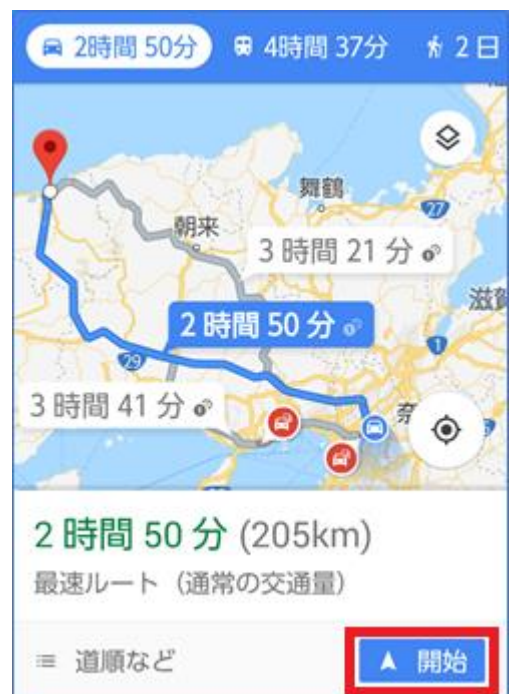 2時間 50分 4時間 37分 2日
舞鶴
27
朝来
3 時間 21 分
滋賀
2 時間 50 分
1
29
3 時間 41 分
奈
2 時間 50 分 (205km)
最速ルート（通常の交通量）
道順など 開始